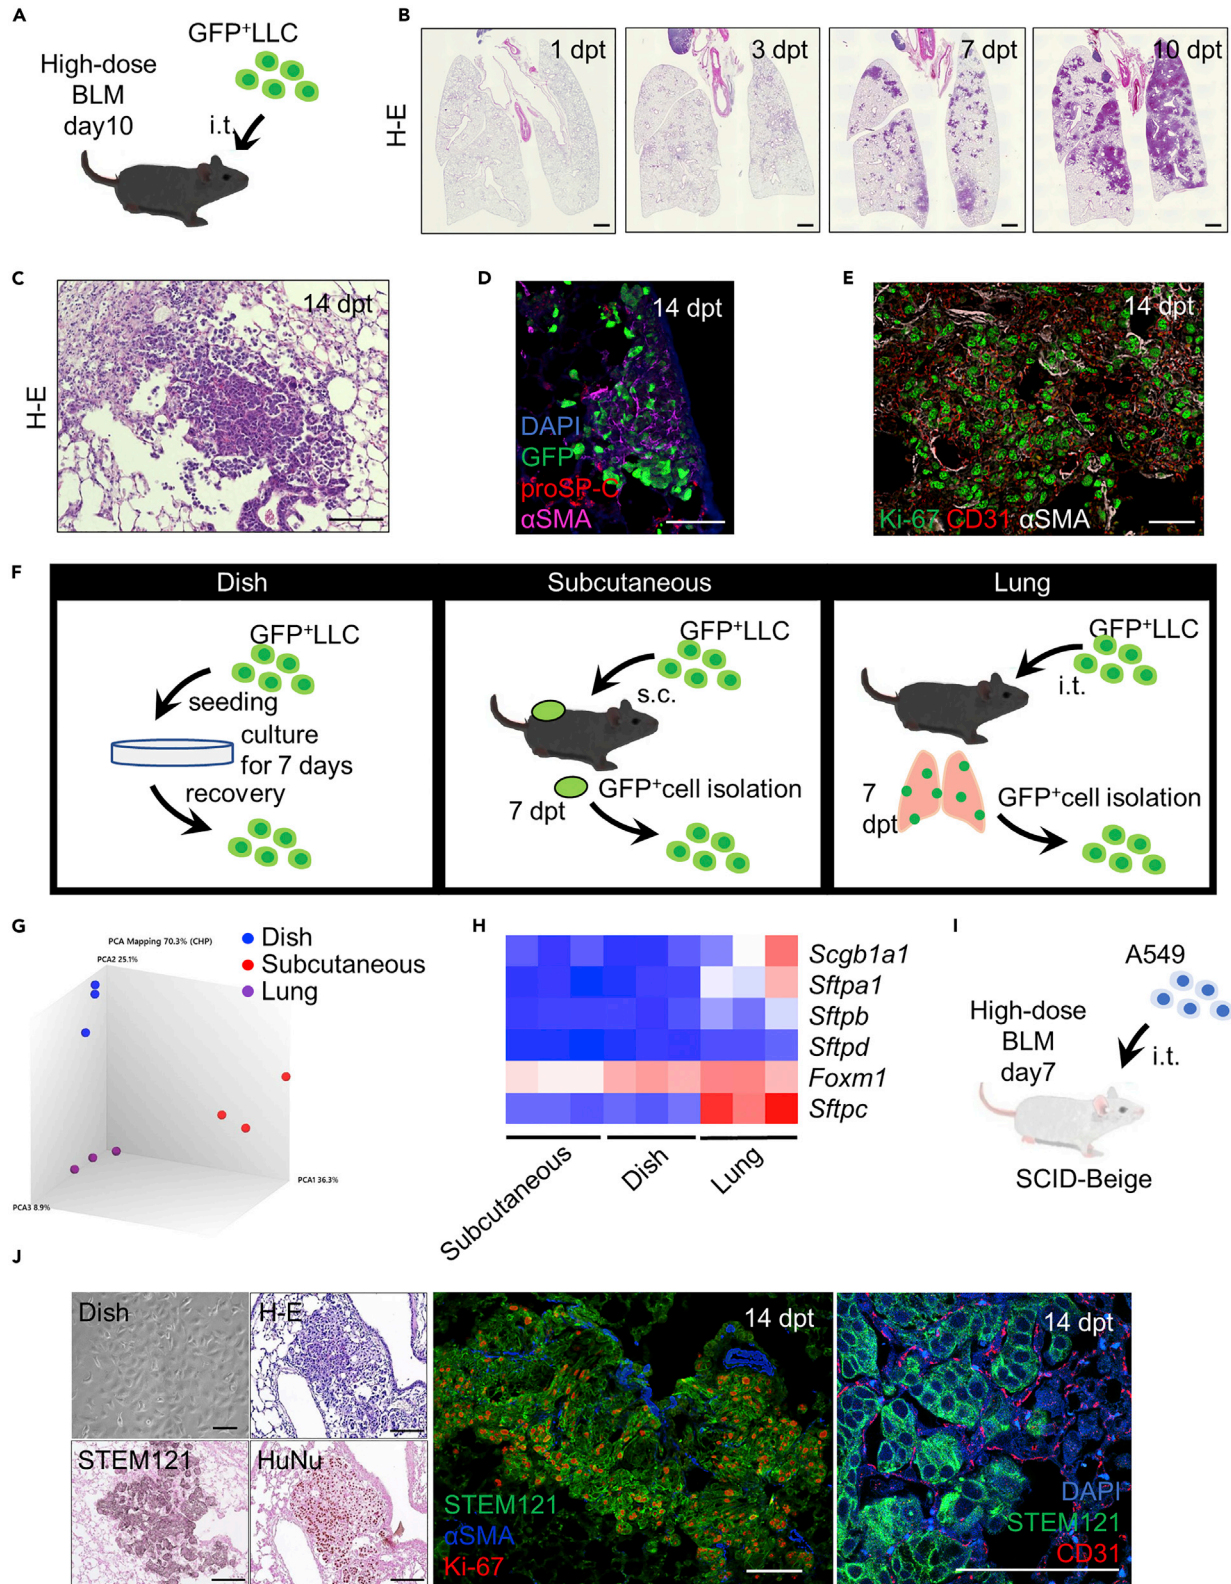 A
GFP⁺LLC
High-dose
BLM
day10
i.t.
B
H-E
1 dpt
3 dpt
7 dpt
10 dpt
C
H-E
14 dpt
D
14 dpt
DAPI
GFP
proSP-C
αSMA
E
14 dpt
Ki-67 CD31 αSMA
F
Dish
Subcutaneous
Lung
GFP⁺LLC
seeding
culture
for 7 days
recovery
GFP⁺LLC
s.c.
7 dpt
GFP⁺cell isolation
GFP⁺LLC
i.t.
7
dpt
GFP⁺cell isolation
G
PCA Mapping 70.3% (CHP)
PCA2 25.1%
PCA1 36.3%
PCA3 8.9%
Dish
Subcutaneous
Lung
H
Scgb1a1
Sftpa1
Sftpb
Sftpd
Foxm1
Sftpc
Subcutaneous
Dish
Lung
I
A549
High-dose
BLM
day7
i.t.
SCID-Beige
J
Dish
H-E
STEM121
HuNu
14 dpt
STEM121
αSMA
Ki-67
14 dpt
DAPI
STEM121
CD31